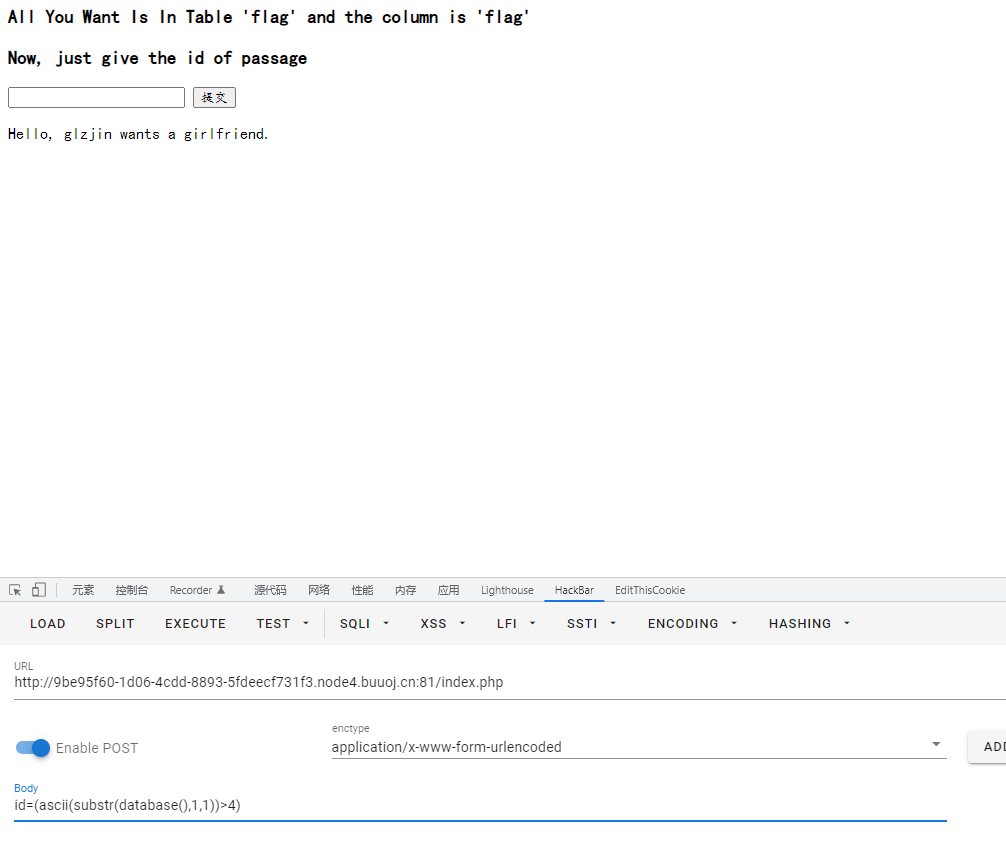 All You Want Is In Table 'flag' and the column is 'flag'
Now, just give the id of passage
提交
Hello, glzjin wants a girlfriend.
元素 控制台 Recorder 源代码 网络 性能 内存 应用 Lighthouse HackBar EditThisCookie
LOAD SPLIT EXECUTE TEST SQLI XSS LFI SSTI ENCODING HASHING
URL
http://9be95f60-1d06-4cdd-8893-5fdeecf731f3.node4.buuoj.cn:81/index.php
enctype
Enable POST application/x-www-form-urlencoded ADD
Body
id=(ascii(substr(database(),1,1))>4)